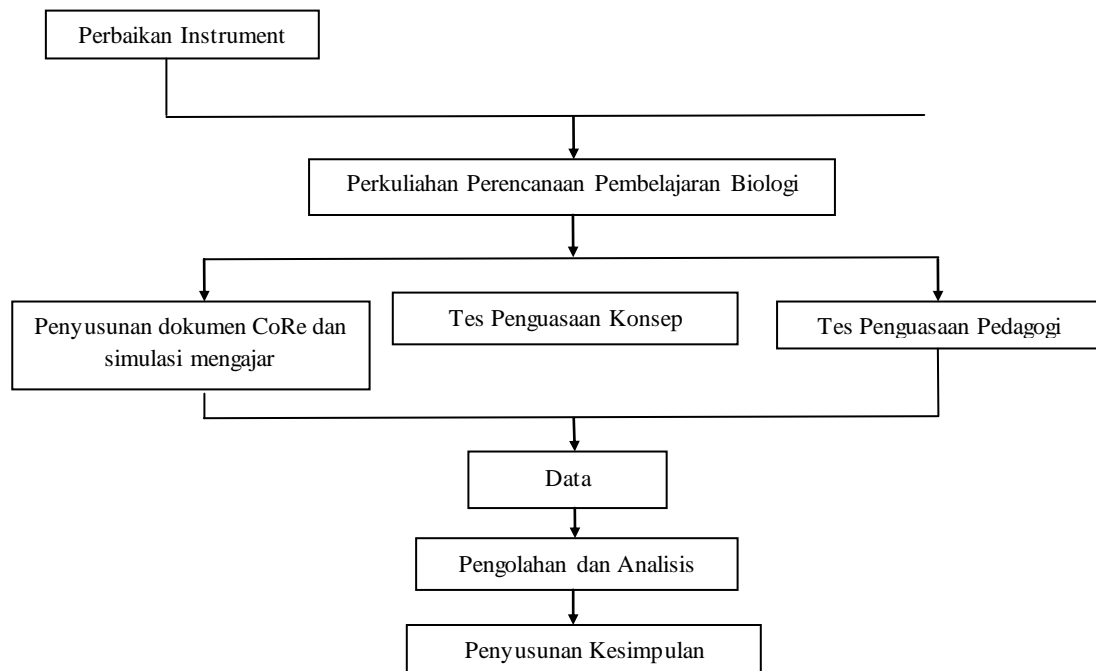 Perbaikan Instrument
Perkuliahan Perencanaan Pembelajaran Biologi
Penyusunan dokumen CoRe dan
simulasi mengajar
Tes Penguasaan Konsep
Tes Penguasaan Pedagogi
Data
Pengolahan dan Analisis
Penyusunan Kesimpulan